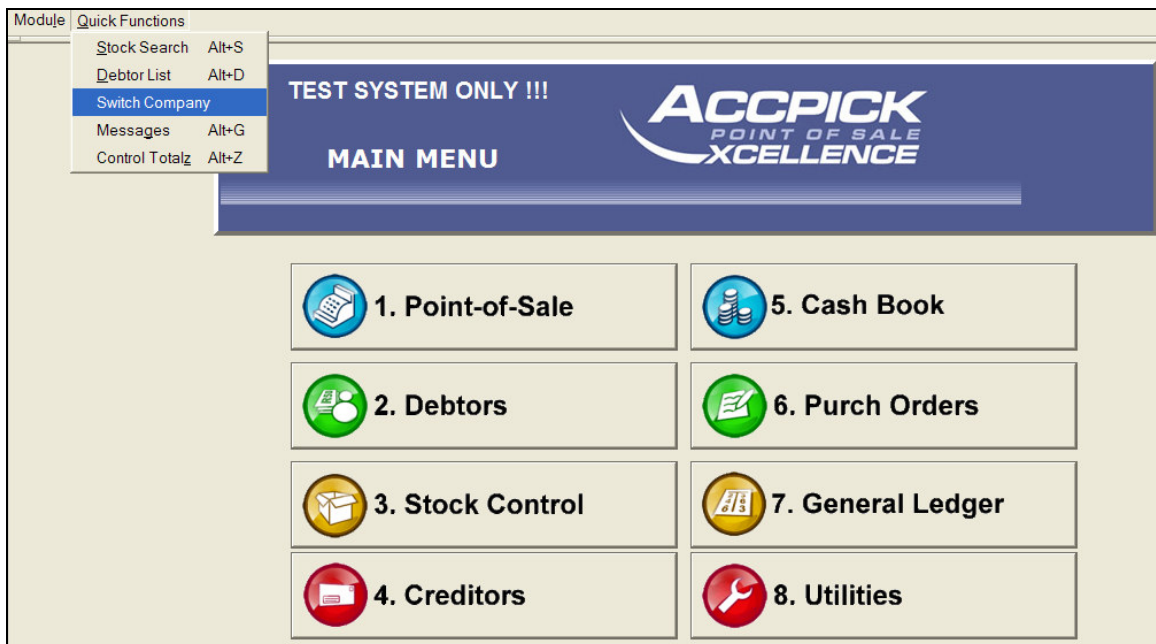 Module Quick Functions
Stock Search Alt+S
Debtor List Alt+D
Switch Company
Messages Alt+G
Control Totalz Alt+Z
TEST SYSTEM ONLY !!!
MAIN MENU
ACCPICK
POINT OF SALE
XCELLENCE
1. Point-of-Sale
5. Cash Book
2. Debtors
6. Purch Orders
3. Stock Control
7. General Ledger
4. Creditors
8. Utilities